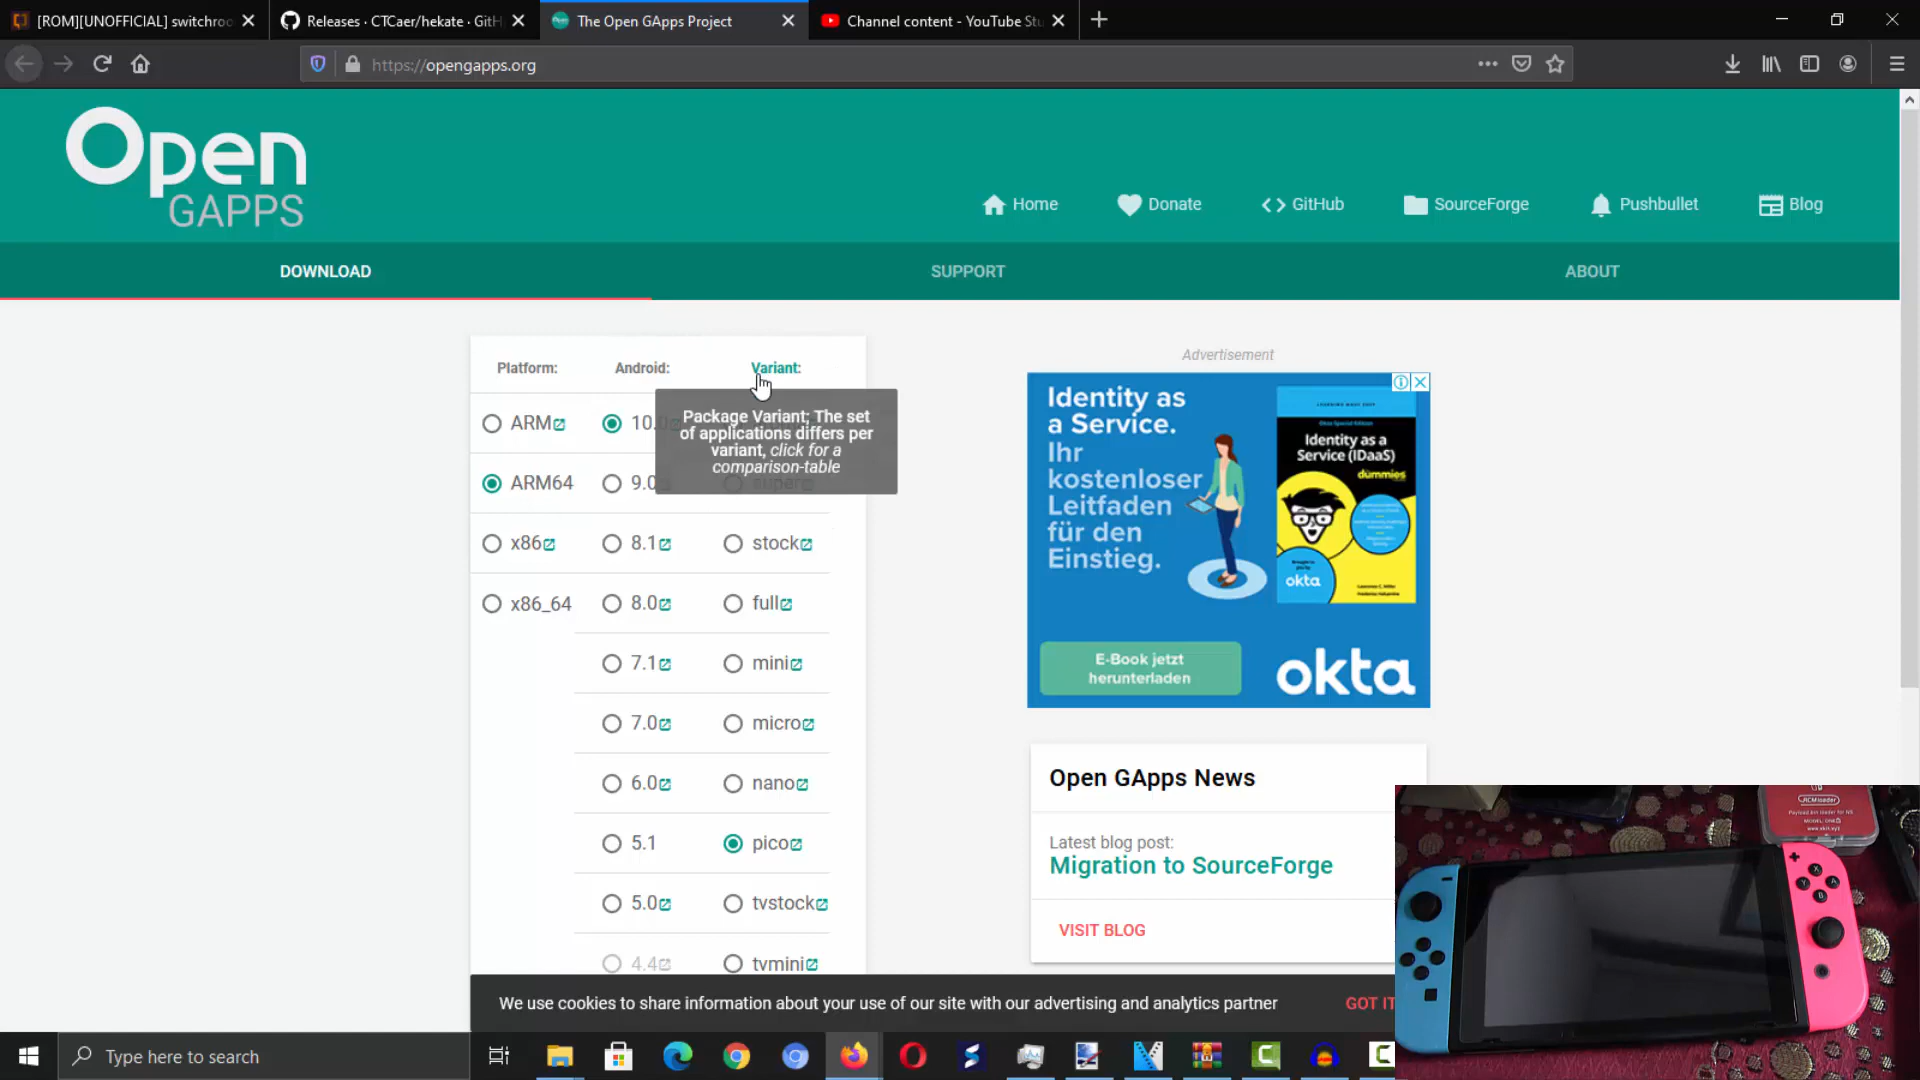 [ROM][UNOFFICIAL] switchroo
Releases · CTCaer/hekate · GitH
The Open GApps Project
Channel content - YouTube Stu
https://opengapps.org
Open
GAPPS
Home
Donate
GitHub
SourceForge
Pushbullet
Blog
DOWNLOAD
SUPPORT
ABOUT
Platform:
Android:
Variant:
Package Variant; The set
of applications differs per
variant, click for a
comparison-table
ARM
10.0
ARM64
9.0
super
x86
8.1
stock
x86_64
8.0
full
7.1
mini
7.0
micro
6.0
nano
5.1
pico
5.0
tvstock
4.4
tvmini
Advertisement
Identity as
a Service.
Ihr
kostenloser
Leitfaden
für den
Einstieg.
E-Book jetzt
herunterladen
Identity as a
Service (IDaaS)
dummies
okta
okta
Open GApps News
Latest blog post:
Migration to SourceForge
VISIT BLOG
We use cookies to share information about your use of our site with our advertising and analytics partner
GOT IT
RCMloader
Type here to search